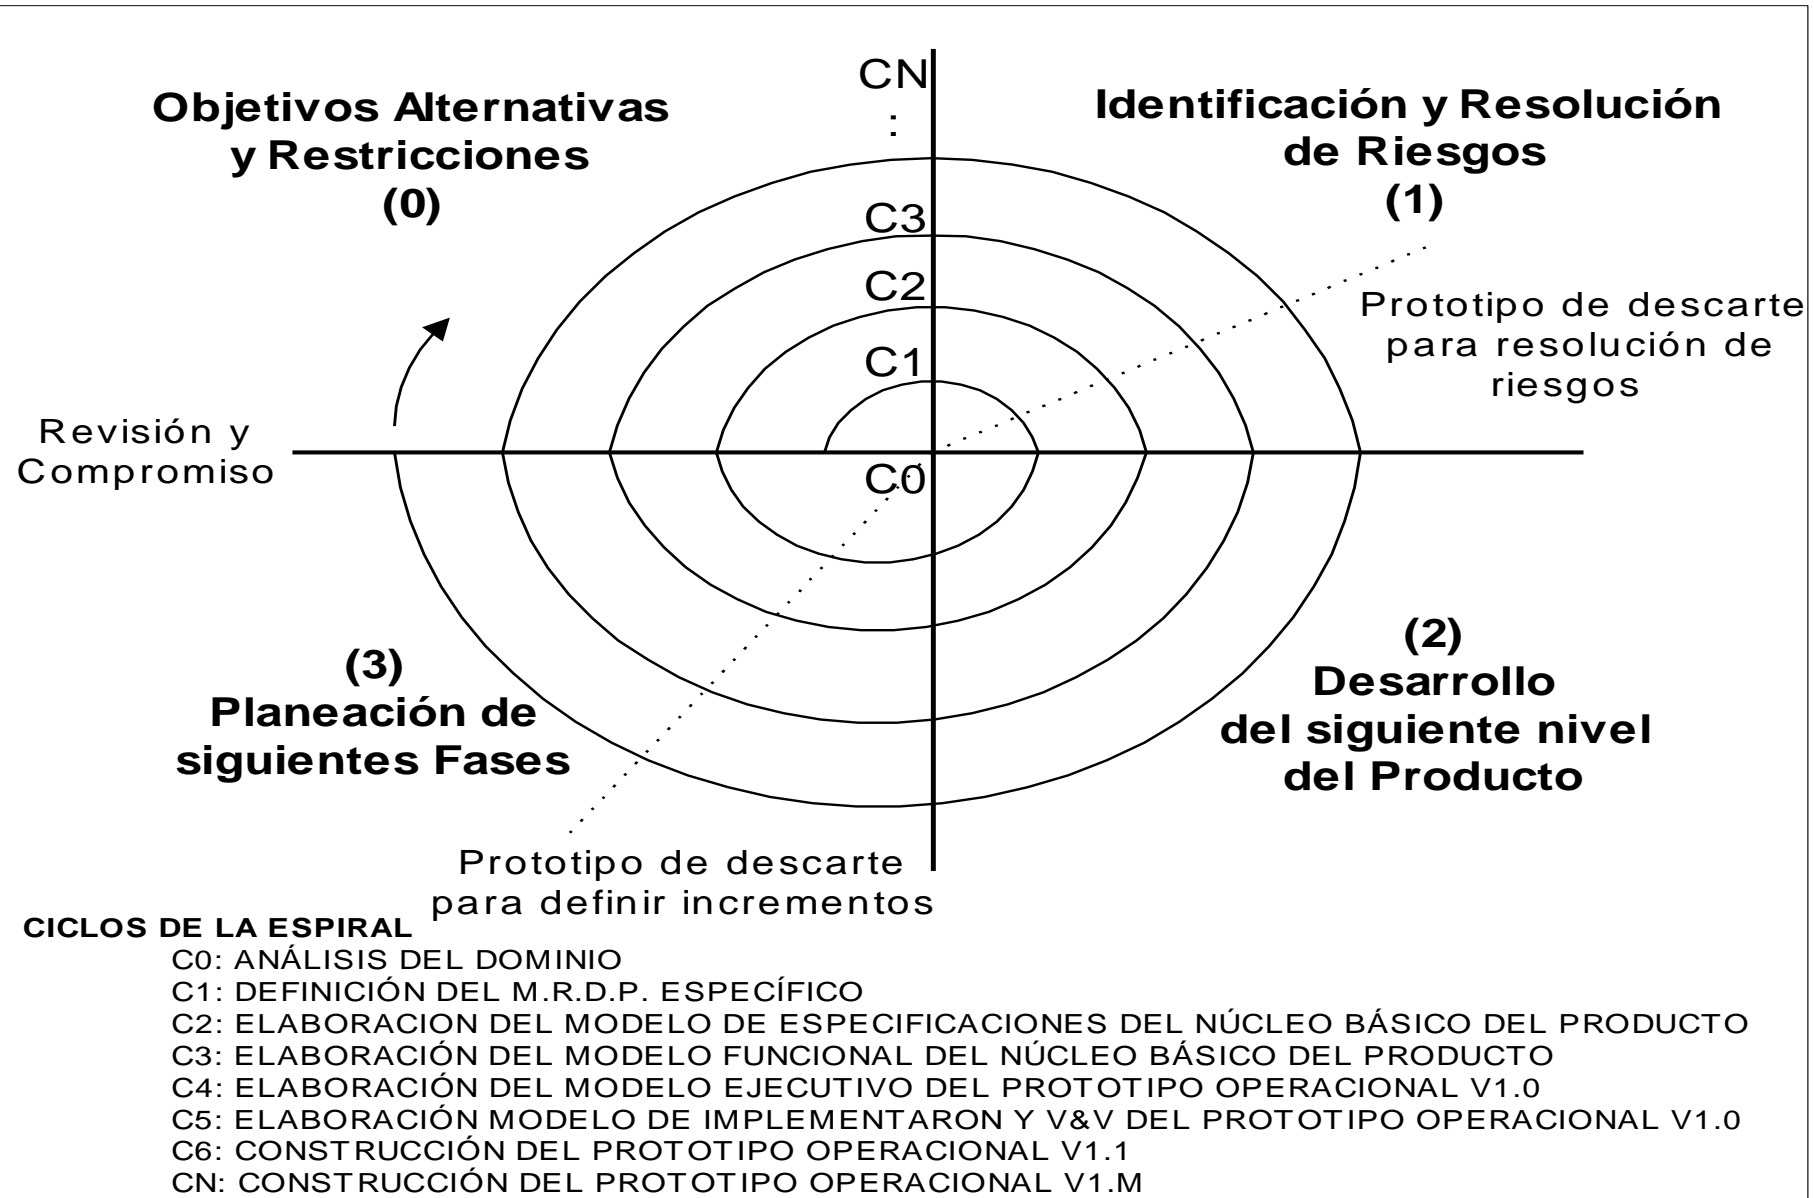 CN
:
Objetivos Alternativas
y Restricciones
(0)
Identificación y Resolución
de Riesgos
(1)
C3
C2
C1
C0
Prototipo de descarte
para resolución de
riesgos
Revisión y
Compromiso
(3)
Planeación de
siguientes Fases
(2)
Desarrollo
del siguiente nivel
del Producto
Prototipo de descarte
para definir incrementos
CICLOS DE LA ESPIRAL
C0: ANÁLISIS DEL DOMINIO
C1: DEFINICIÓN DEL M.R.D.P. ESPECÍFICO
C2: ELABORACION DEL MODELO DE ESPECIFICACIONES DEL NÚCLEO BÁSICO DEL PRODUCTO
C3: ELABORACIÓN DEL MODELO FUNCIONAL DEL NÚCLEO BÁSICO DEL PRODUCTO
C4: ELABORACIÓN DEL MODELO EJECUTIVO DEL PROTOTIPO OPERACIONAL V1.0
C5: ELABORACIÓN MODELO DE IMPLEMENTARON Y V&V DEL PROTOTIPO OPERACIONAL V1.0
C6: CONSTRUCCIÓN DEL PROTOTIPO OPERACIONAL V1.1
CN: CONSTRUCCIÓN DEL PROTOTIPO OPERACIONAL V1.M